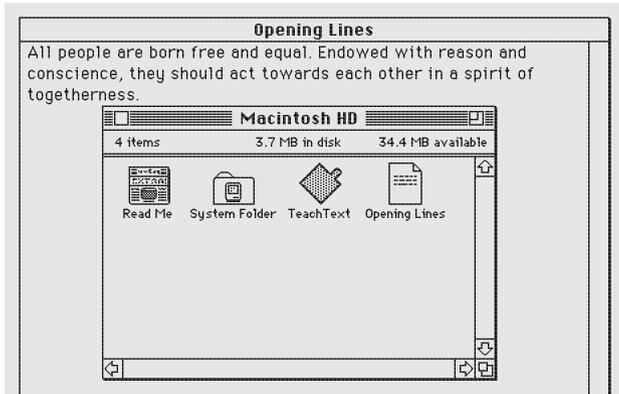 Opening Lines
All people are born free and equal. Endowed with reason and
conscience, they should act towards each other in a spirit of
togetherness.
Macintosh HD
4 items 3.7 MB in disk 34.4 MB available
Read Me System Folder TeachText Opening Lines